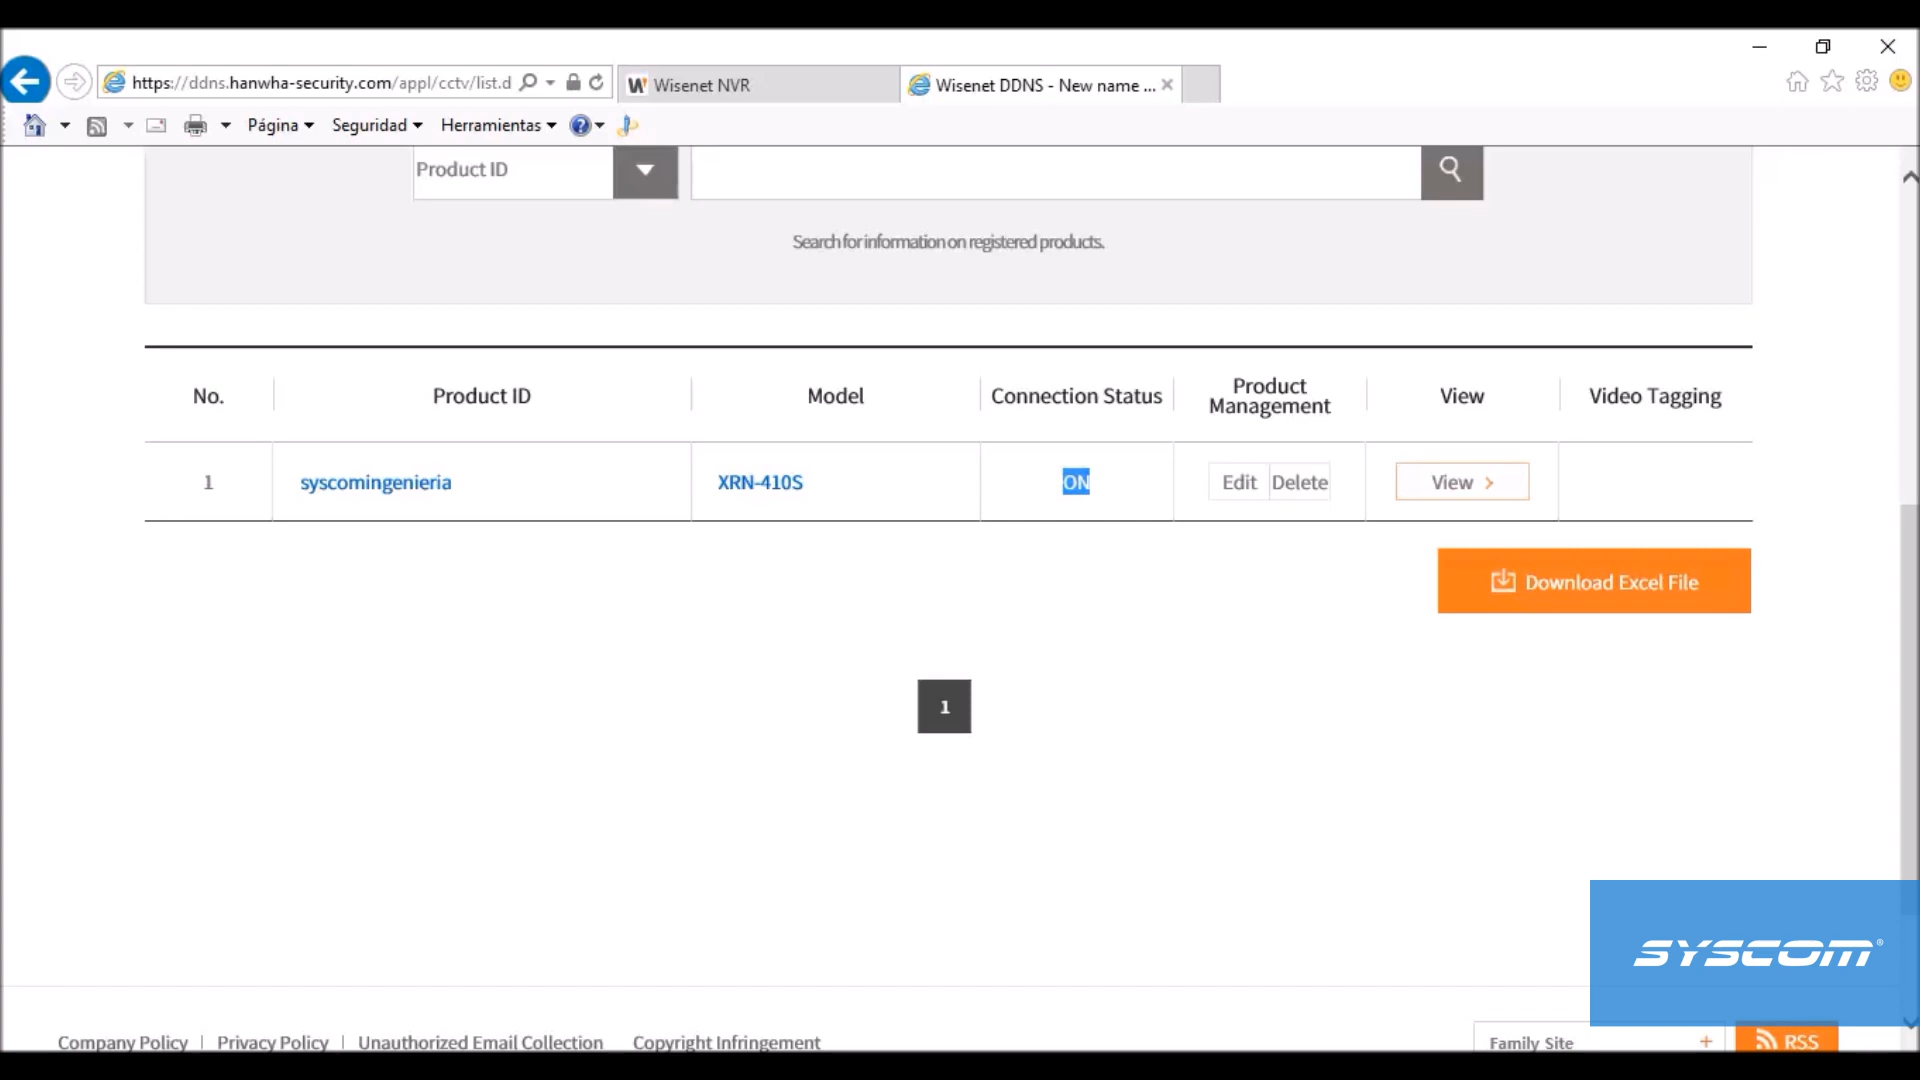 https://ddns.hanwha-security.com/appl/cctv/list.d
Wisenet NVR
Wisenet DDNS - New name ...
Página
Seguridad
Herramientas
Product ID
Search for information on registered products.
No.
Product ID
Model
Connection Status
Product
Management
View
Video Tagging
1
syscomingenieria
XRN-410S
ON
Edit
Delete
View >
Download Excel File
1
SYSCOM®
Company Policy | Privacy Policy | Unauthorized Email Collection
Copyright Infringement
Family Site +
RSS